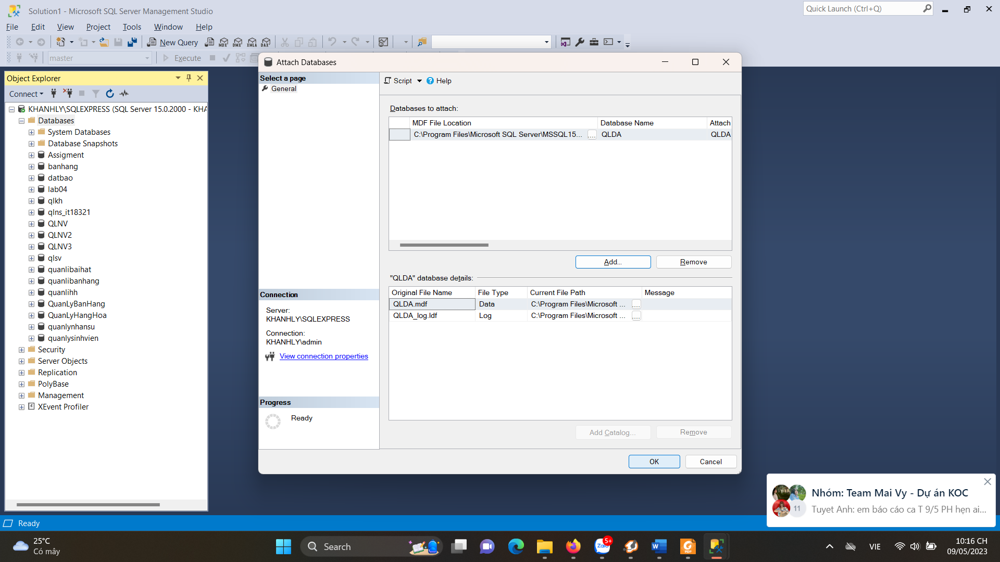 Solution1 - Microsoft SQL Server Management Studio
Quick Launch (Ctrl+Q)
File Edit View Project Tools Window Help
New Query MDX DMX XMLA DAX
master Execute
Object Explorer
Connect
KHANHLY\SQLEXPRESS (SQL Server 15.0.2000 - KHA
Databases
System Databases
Database Snapshots
Assigment
banhang
datbao
lab04
qlkh
qlns_it18321
QLNV
QLNV2
QLNV3
qlsv
quanlibaihat
quanlibanhang
quanlihh
QuanLyBanHang
QuanLyHangHoa
quanlynhansu
quanlysinhvien
Security
Server Objects
Replication
PolyBase
Management
XEvent Profiler
Attach Databases
Select a page
General
Connection
Server:
KHANHLY\SQLEXPRESS
Connection:
KHANHLY\admin
View connection properties
Progress
Ready
Script Help
Databases to attach:
MDF File Location Database Name Attach
C:\Program Files\Microsoft SQL Server\MSSQL15... ... QLDA QLDA
Add... Remove
"QLDA" database details:
Original File Name File Type Current File Path Message
QLDA.mdf Data C:\Program Files\Microsoft ... ...
QLDA_log.ldf Log C:\Program Files\Microsoft ... ...
Add Catalog... Remove
OK Cancel
Nhóm: Team Mai Vy - Dự án KOC
11
Tuyet Anh: em báo cáo ca T 9/5 PH hẹn ai...
Ready
25°C
Có mây
Search
Zalo
5+
W
PDF
VIE
10:16 CH
09/05/2023